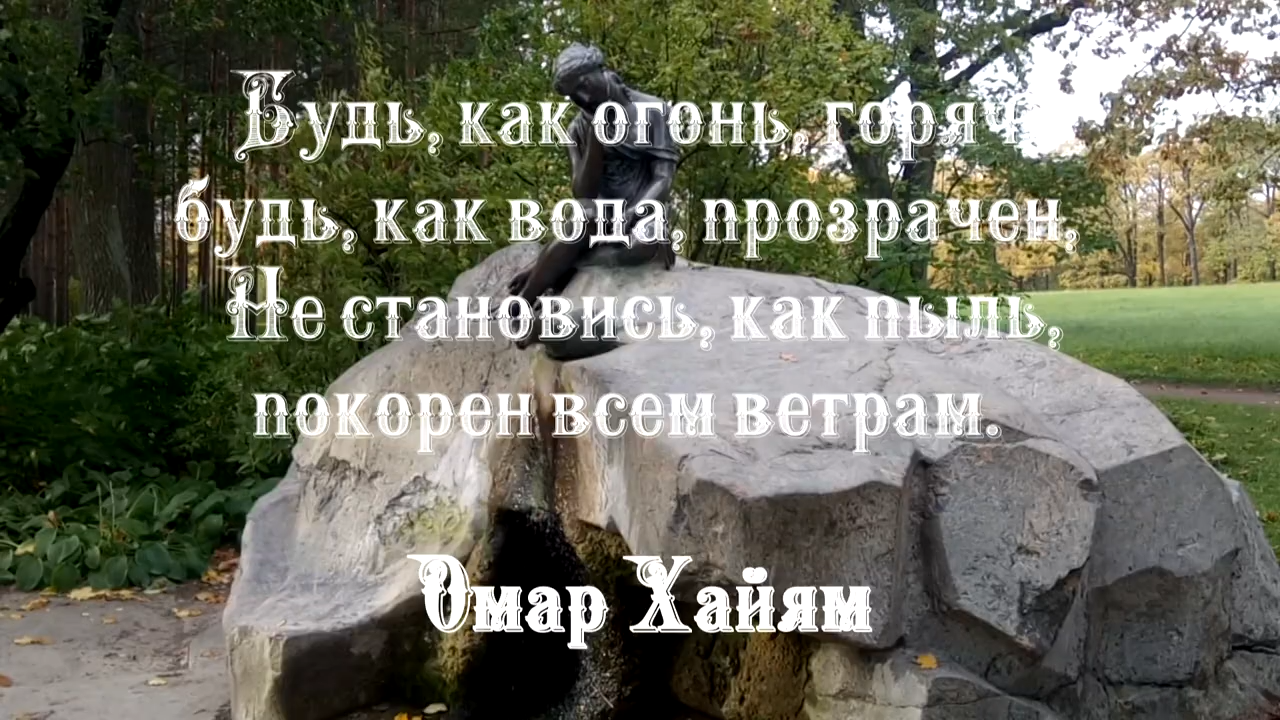 Будь, как огонь, горяч
будь, как вода, прозрачен,
Не становись, как пыль,
покорен всем ветрам.
Омар Хайям